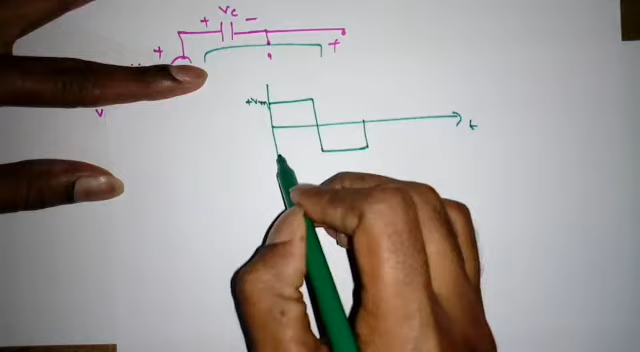 + Vc −
+ +
V
+Vm
t